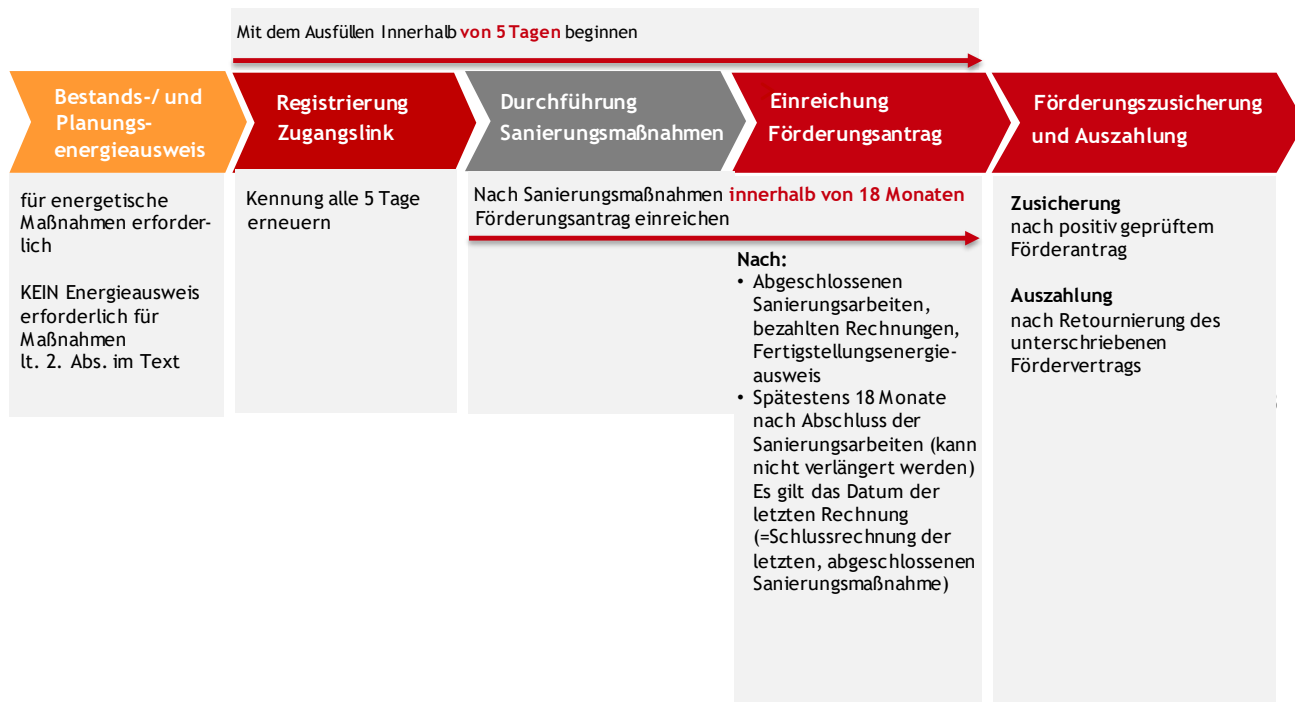 Mit dem Ausfüllen Innerhalb von 5 Tagen beginnen
Bestands-/ und
Planungs-
energieausweis
Registrierung
Zugangslink
Durchführung
Sanierungsmaßnahmen
Einreichung
Förderungsantrag
Förderungszusicherung
und Auszahlung
für energetische
Maßnahmen erforder-
lich
KEIN Energieausweis
erforderlich für
Maßnahmen
lt. 2. Abs. im Text
Kennung alle 5 Tage
erneuern
Nach Sanierungsmaßnahmen innerhalb von 18 Monaten
Förderungsantrag einreichen
Nach:
• Abgeschlossenen
Sanierungsarbeiten,
bezahlten Rechnungen,
Fertigstellungsenergie-
ausweis
• Spätestens 18 Monate
nach Abschluss der
Sanierungsarbeiten (kann
nicht verlängert werden)
Es gilt das Datum der
letzten Rechnung
(=Schlussrechnung der
letzten, abgeschlossenen
Sanierungsmaßnahme)
Zusicherung
nach positiv geprüftem
Förderantrag
Auszahlung
nach Retournierung des
unterschriebenen
Fördervertrags